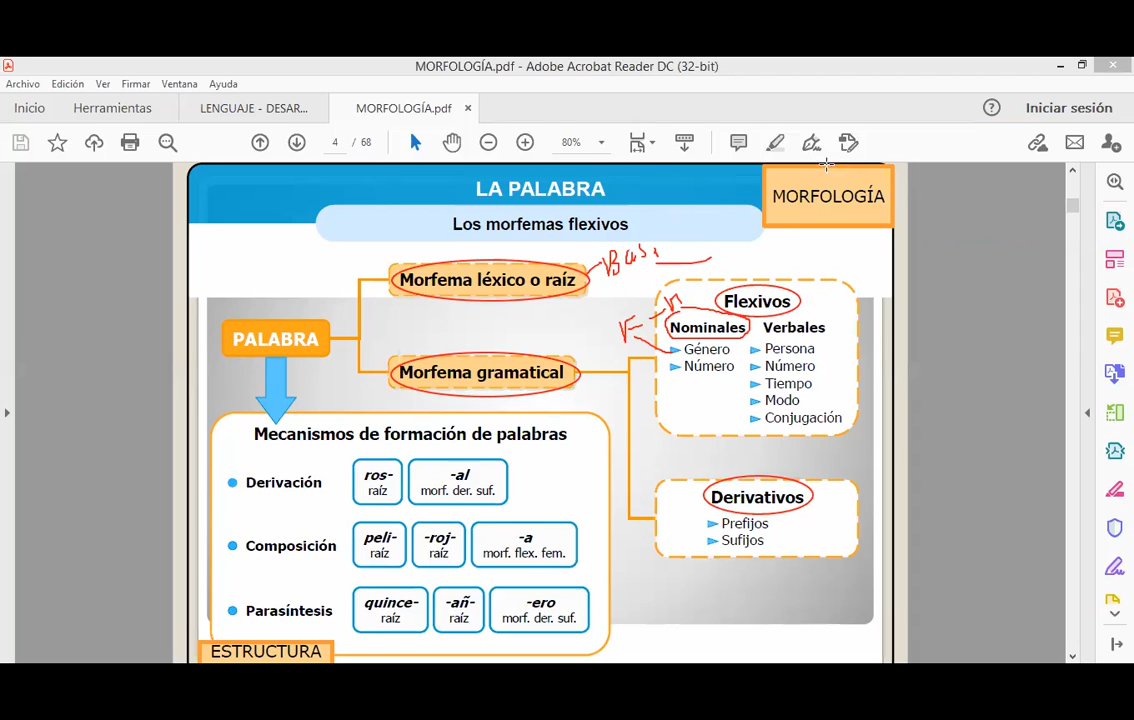 MORFOLOGÍA.pdf - Adobe Acrobat Reader DC (32-bit)
Archivo Edición Ver Firmar Ventana Ayuda
Inicio Herramientas LENGUAJE - DESAR... MORFOLOGÍA.pdf × Iniciar sesión
4 / 68 80%
LA PALABRA
MORFOLOGÍA
Los morfemas flexivos
Bas
Morfema léxico o raíz
Flexivos
Nominales Verbales
PALABRA
Género Persona
Número Número
Morfema gramatical
Tiempo
Modo
Conjugación
Mecanismos de formación de palabras
Derivación
ros- -al
raíz morf. der. suf.
Derivativos
Prefijos
Sufijos
Composición
peli- -roj- -a
raíz raíz morf. flex. fem.
Parasíntesis
quince- -añ- -ero
raíz raíz morf. der. suf.
ESTRUCTURA